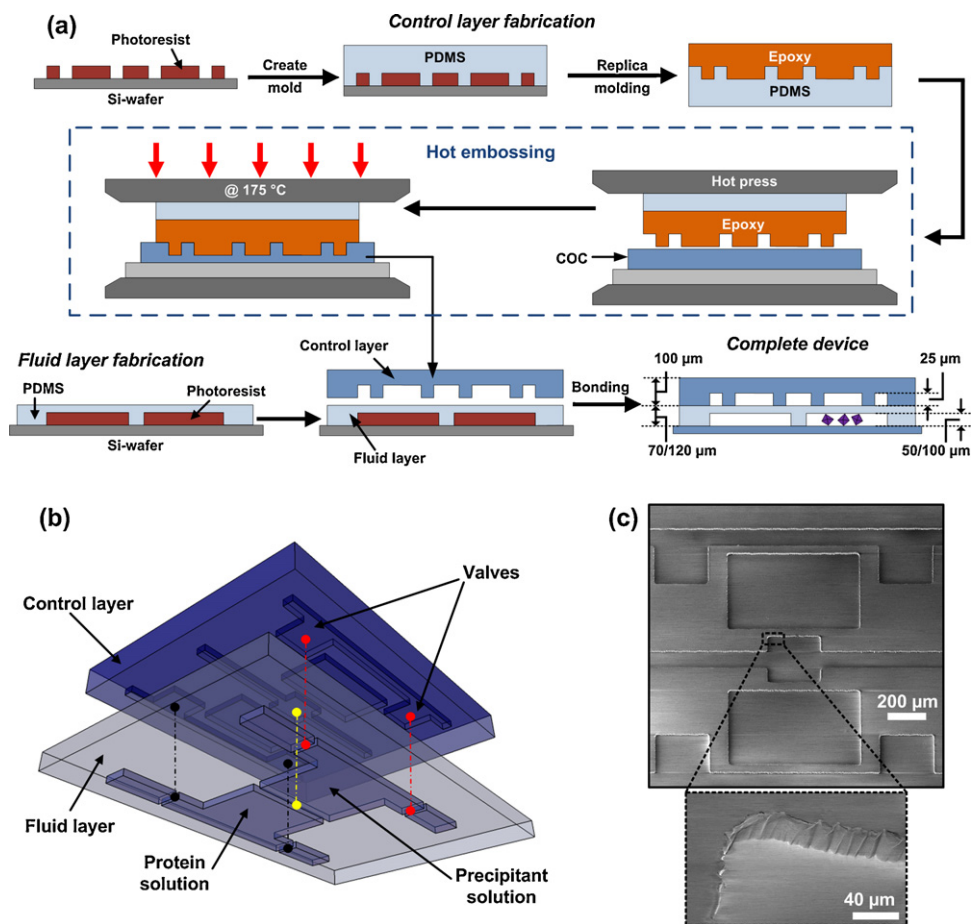 (a)
Control layer fabrication
Photoresist
Si-wafer
Create
mold
PDMS
Replica
molding
Epoxy
PDMS
Hot embossing
@ 175 °C
Hot press
Epoxy
COC
Fluid layer fabrication
PDMS
Photoresist
Si-wafer
Control layer
Fluid layer
Bonding
Complete device
100 µm
25 µm
70/120 µm
50/100 µm
(b)
Control layer
Valves
Fluid layer
Protein
solution
Precipitant
solution
(c)
200 µm
40 µm